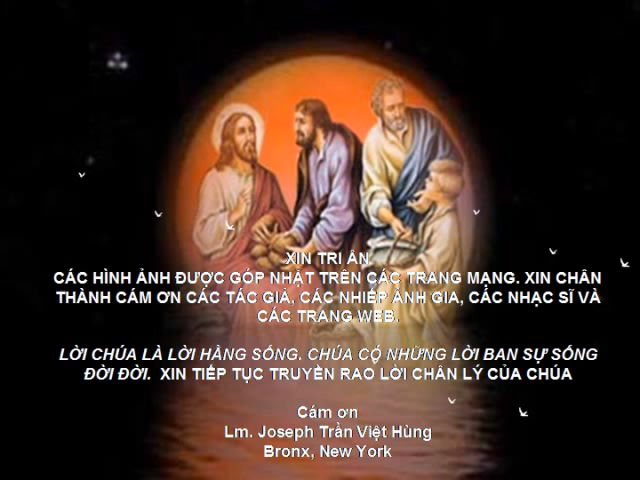 XIN TRI ÂN
CÁC HÌNH ẢNH ĐƯỢC GÓP NHẶT TRÊN CÁC TRANG MẠNG. XIN CHÂN
THÀNH CÁM ƠN CÁC TÁC GIẢ, CÁC NHIẾP ẢNH GIA, CÁC NHẠC SĨ VÀ
CÁC TRANG WEB.
LỜI CHÚA LÀ LỜI HẰNG SỐNG. CHÚA CÓ NHỮNG LỜI BAN SỰ SỐNG
ĐỜI ĐỜI. XIN TIẾP TỤC TRUYỀN RAO LỜI CHÂN LÝ CỦA CHÚA
Cám ơn
Lm. Joseph Trần Việt Hùng
Bronx, New York